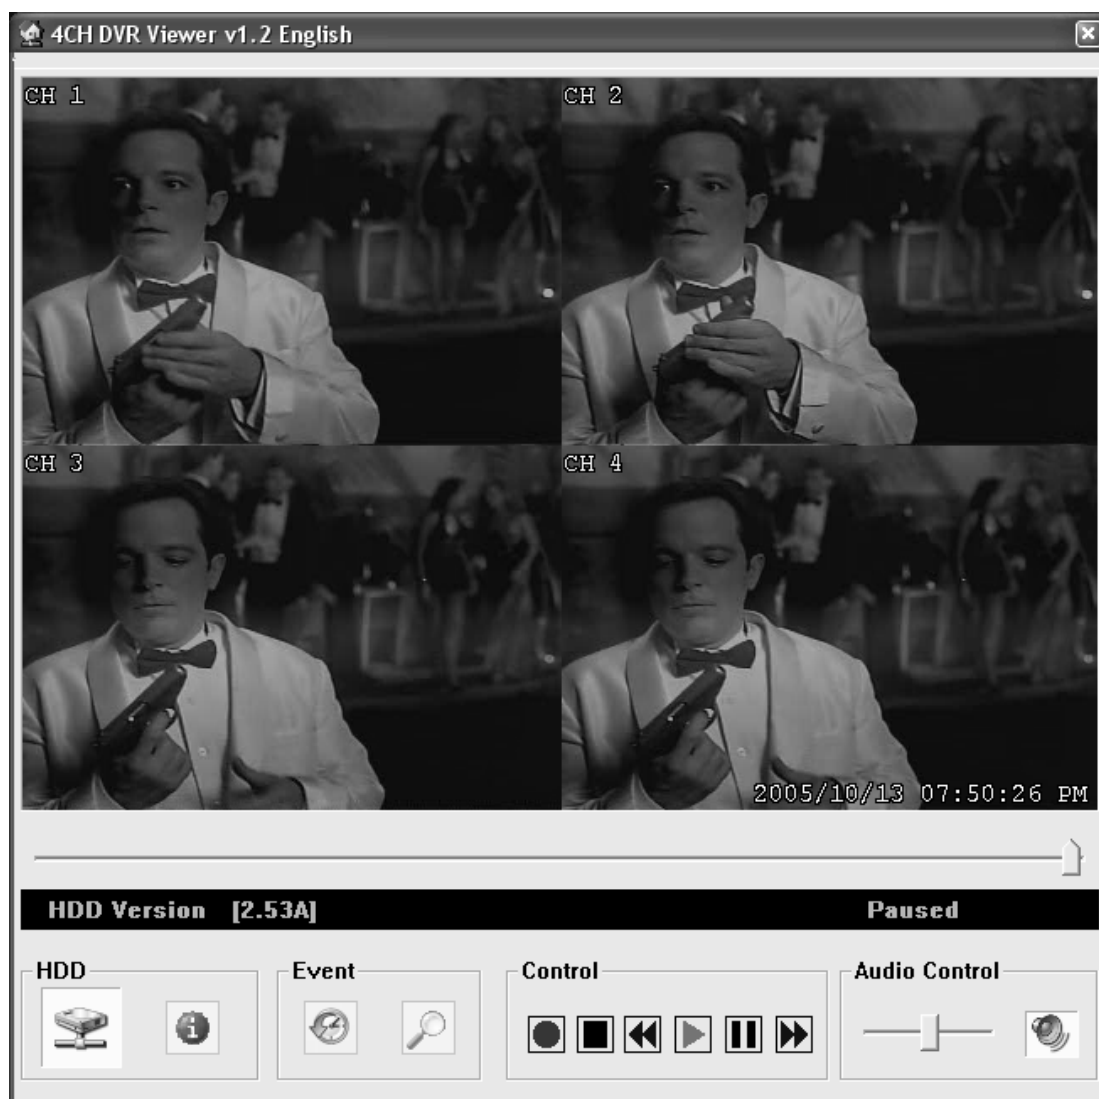 4CH DVR Viewer v1.2 English
CH 1
CH 2
CH 3
CH 4
2005/10/13 07:50:26 PM
HDD Version [2.53A]
Paused
HDD
Event
Control
Audio Control